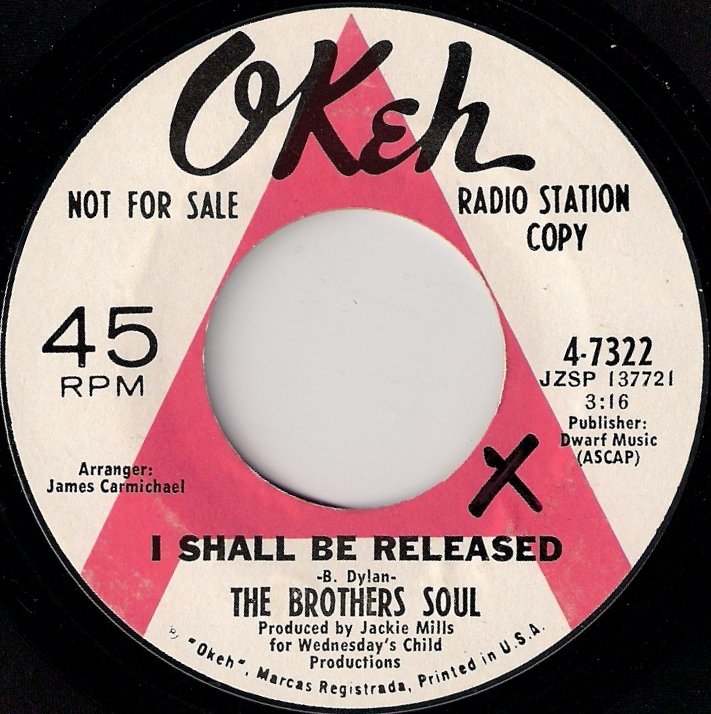 OKeh
NOT FOR SALE
RADIO STATION
COPY
45
RPM
4-7322
JZSP 137721
3:16
Publisher:
Dwarf Music
(ASCAP)
Arranger:
James Carmichael
X
I SHALL BE RELEASED
-B. Dylan-
THE BROTHERS SOUL
Produced by Jackie Mills
for Wednesday's Child
Productions
"Okeh", Marcas Registrada, Printed in U.S.A.